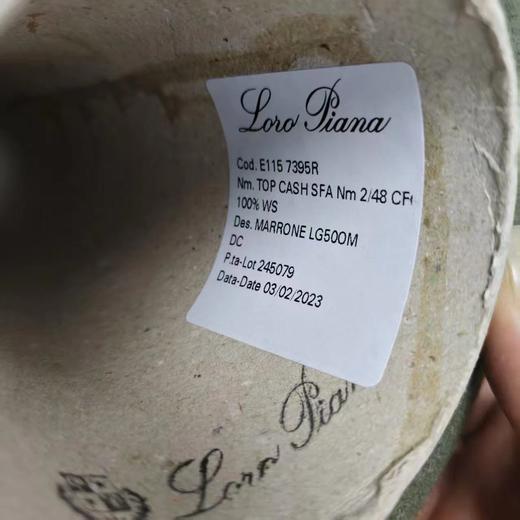 Loro Piana
Cod. E115 7395R
Nm. TOP CASH SFA Nm 2/48 CF
100% WS
Des. MARRONE LG50OM
DC
P.ta-Lot 245079
Data-Date 03/02/2023
Loro Piana